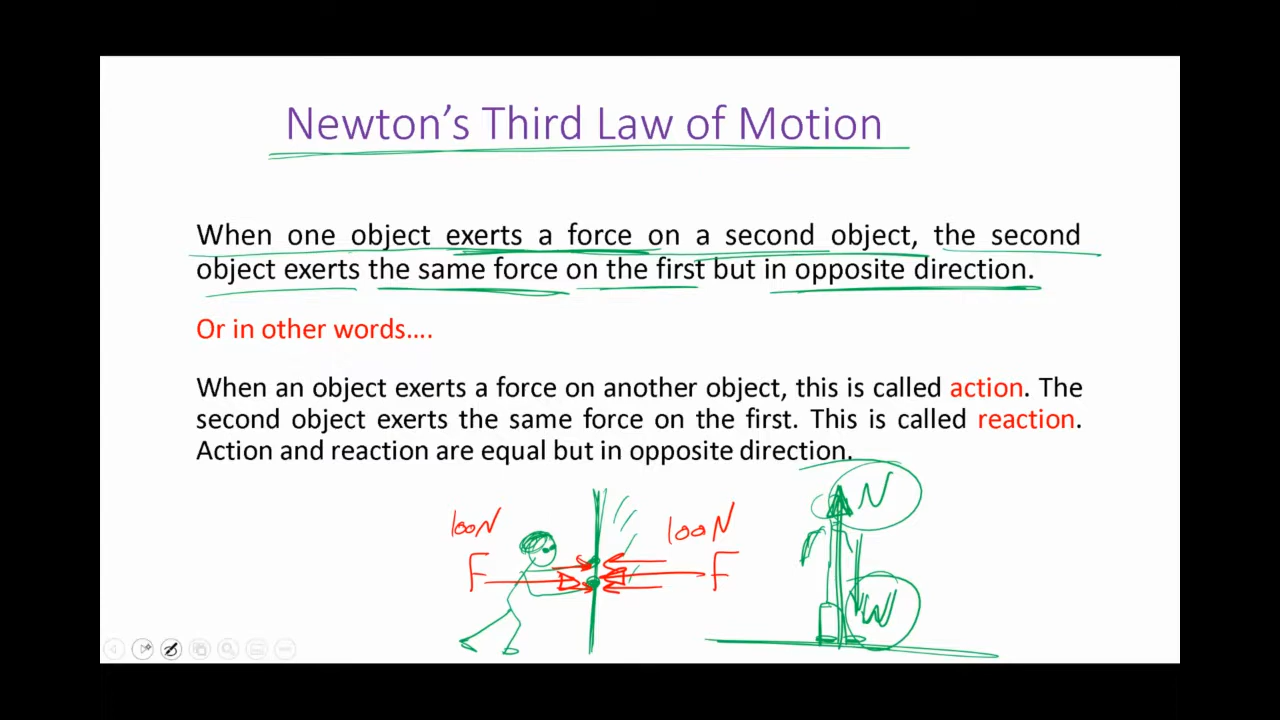 Newton's Third Law of Motion
When one object exerts a force on a second object, the second
object exerts the same force on the first but in opposite direction.
Or in other words....
When an object exerts a force on another object, this is called action. The
second object exerts the same force on the first. This is called reaction.
Action and reaction are equal but in opposite direction.
100N
100N
N
F
F
W